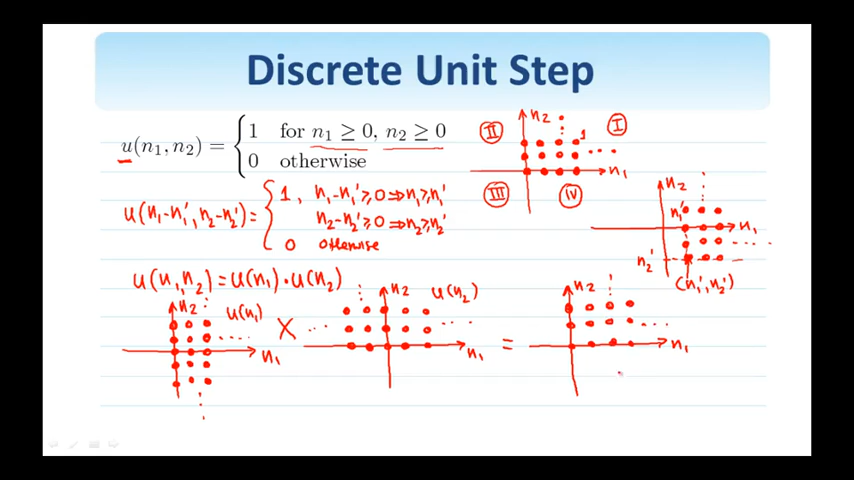 Discrete Unit Step
u(n₁, n₂) = { 1 for n₁ ≥ 0, n₂ ≥ 0
0 otherwise
n₂
II
I
1
n₁
III
IV
u(n₁-n₁', n₂-n₂') = { 1, n₁-n₁' ≥ 0 ⇒ n₁ ≥ n₁'
n₂-n₂' ≥ 0 ⇒ n₂ ≥ n₂'
0 otherwise
n₂
n₁'
n₁
n₂'
(n₁', n₂')
u(n₁, n₂) = u(n₁) · u(n₂)
n₂ u(n₁)
n₁
X
n₂ u(n₂)
n₁
=
n₂
n₁